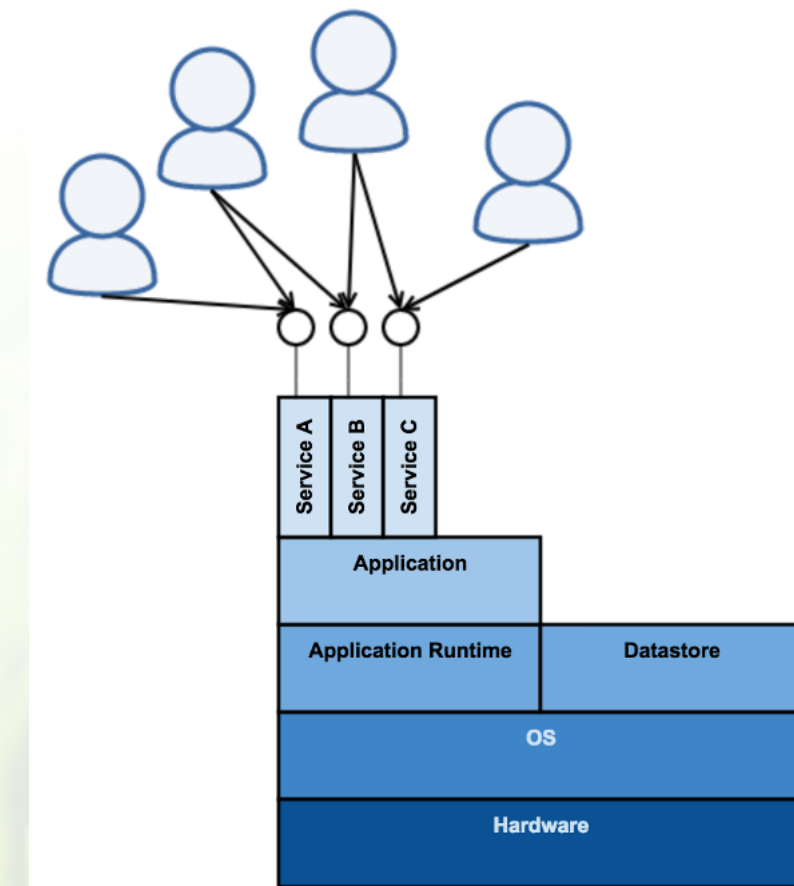 Service A
Service B
Service C
Application
Application Runtime
Datastore
OS
Hardware